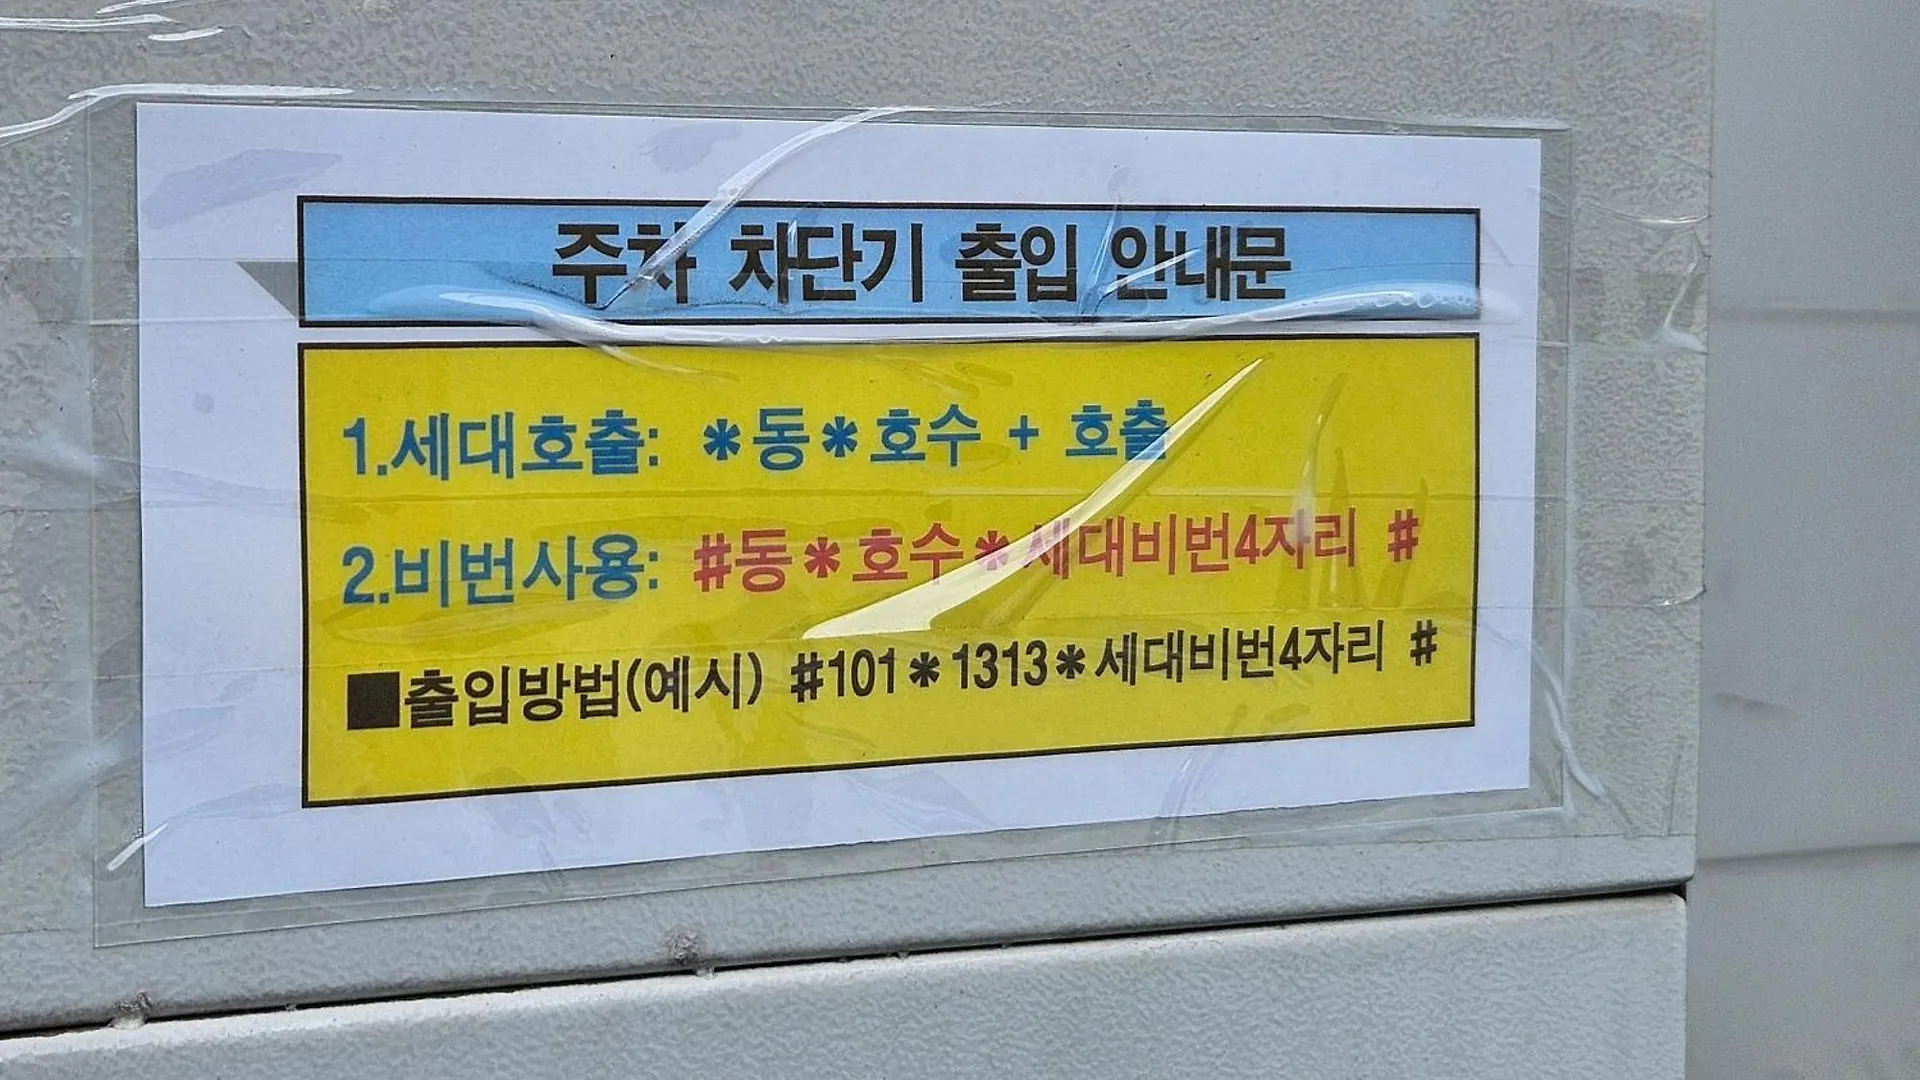 주차 차단기 출입 안내문
1.세대호출: *동*호수 + 호출
2.비번사용: #동*호수*세대비번4자리 #
■출입방법(예시) #101*1313*세대비번4자리 #